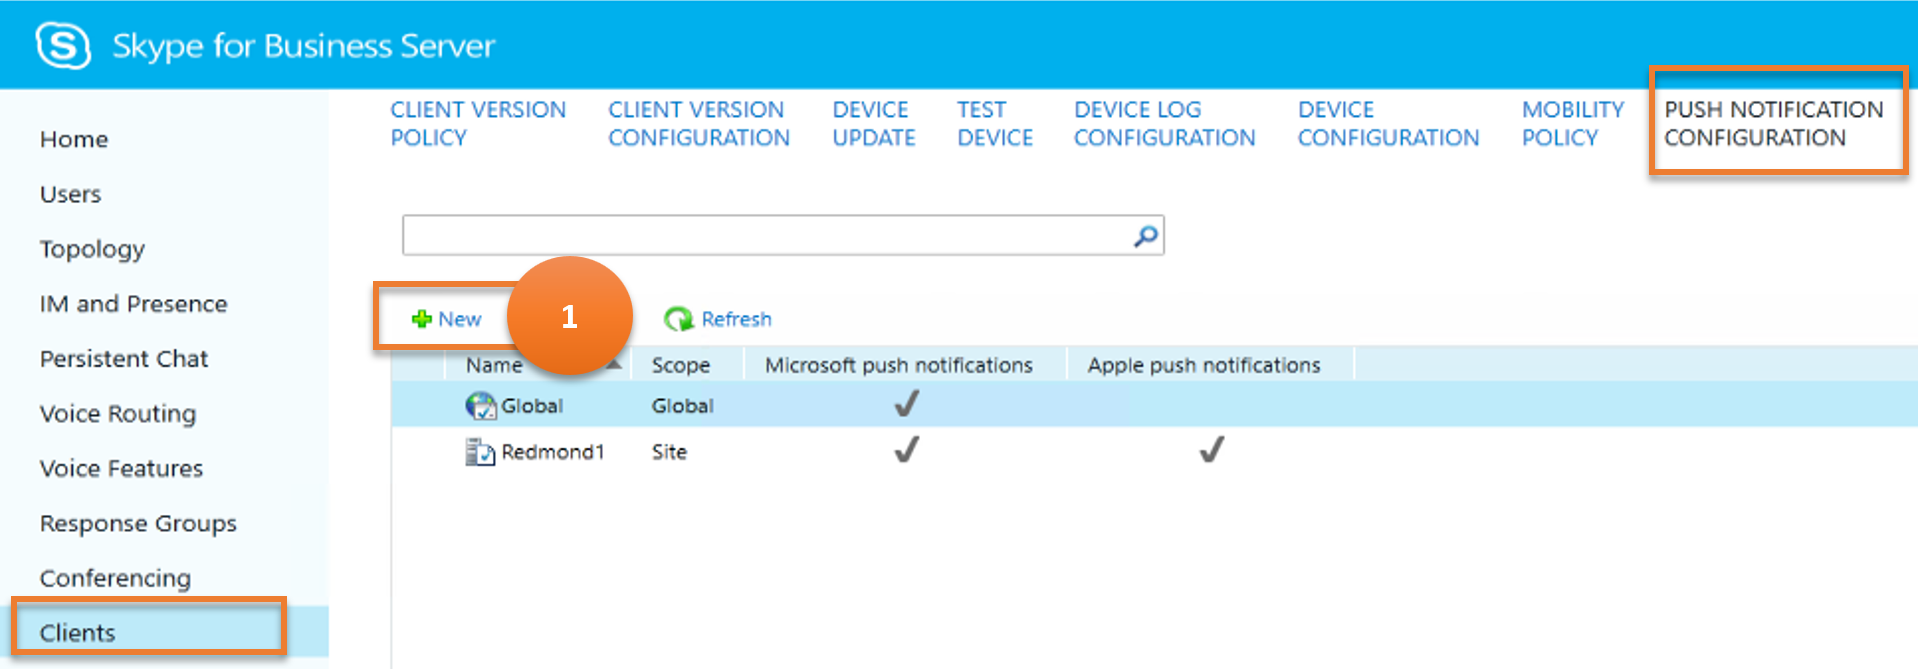 Skype for Business Server
Home
Users
Topology
IM and Presence
Persistent Chat
Voice Routing
Voice Features
Response Groups
Conferencing
Clients
CLIENT VERSION
POLICY
CLIENT VERSION
CONFIGURATION
DEVICE
UPDATE
TEST
DEVICE
DEVICE LOG
CONFIGURATION
DEVICE
CONFIGURATION
MOBILITY
POLICY
PUSH NOTIFICATION
CONFIGURATION
New
1
Refresh
Name Scope Microsoft push notifications Apple push notifications
Global Global
Redmond1 Site